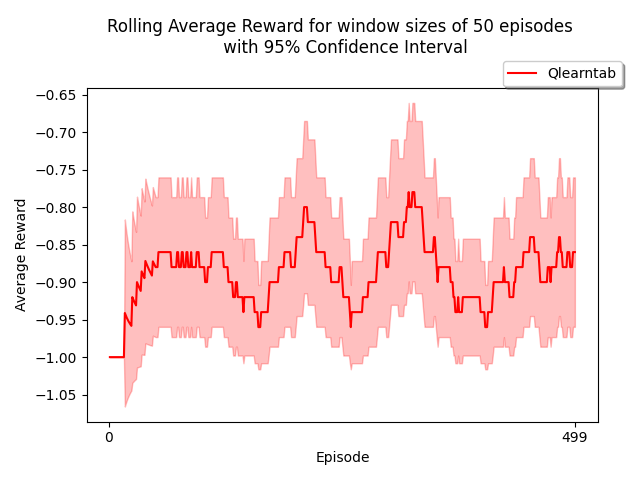 Rolling Average Reward for window sizes of 50 episodes
with 95% Confidence Interval
Qlearntab
−0.65
−0.70
−0.75
−0.80
−0.85
−0.90
−0.95
−1.00
−1.05
Average Reward
0
499
Episode